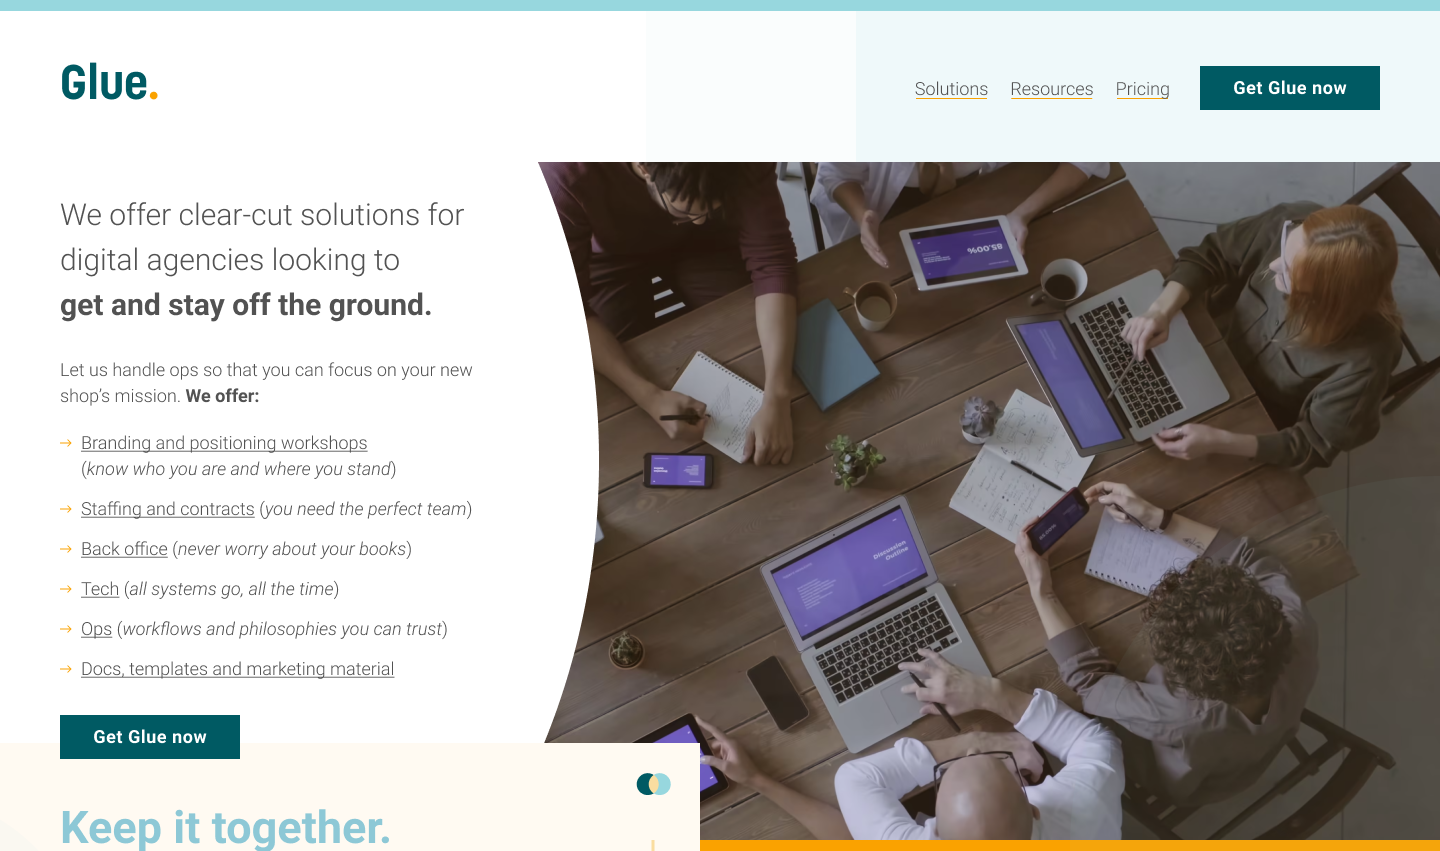 Glue.
Solutions
Resources
Pricing
Get Glue now
We offer clear-cut solutions for
digital agencies looking to
get and stay off the ground.
Let us handle ops so that you can focus on your new
shop’s mission. We offer:
→ Branding and positioning workshops
(know who you are and where you stand)
→ Staffing and contracts (you need the perfect team)
→ Back office (never worry about your books)
→ Tech (all systems go, all the time)
→ Ops (workflows and philosophies you can trust)
→ Docs, templates and marketing material
Get Glue now
Keep it together.
85.00%
Discussion
Outline